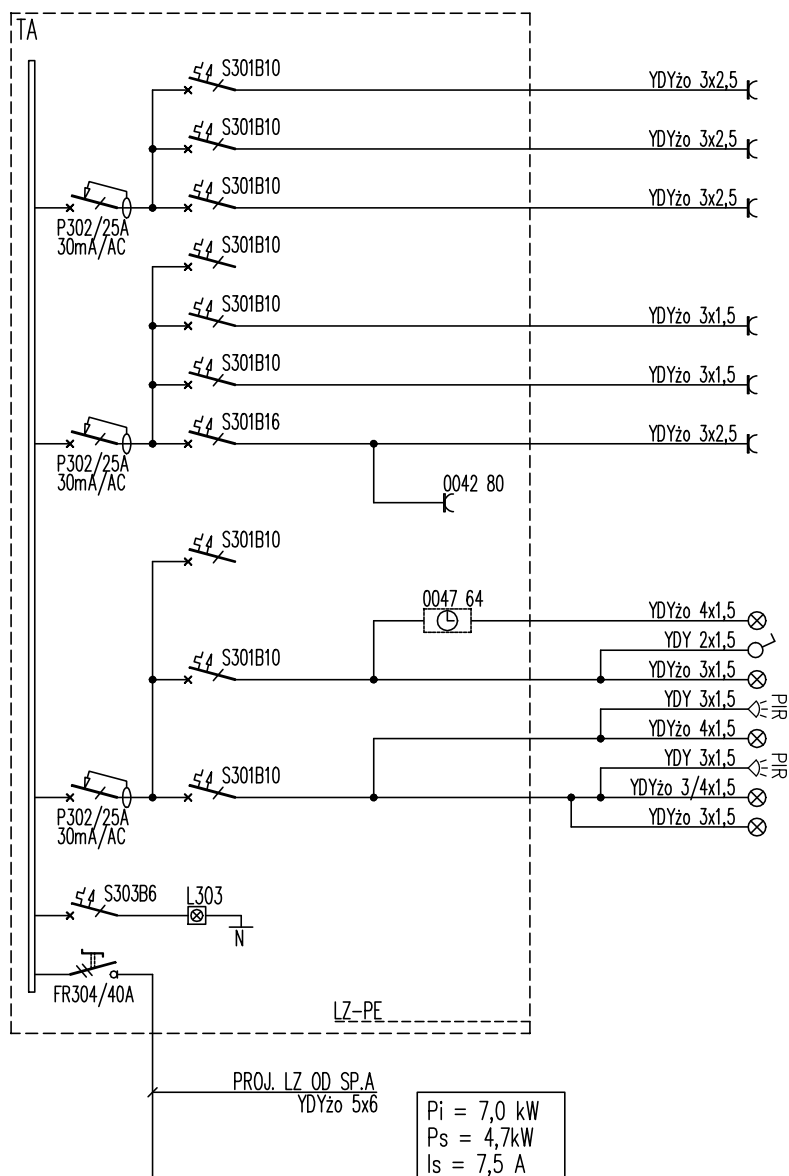 TA
S301B10
YDYżo 3x2,5
S301B10
YDYżo 3x2,5
S301B10
YDYżo 3x2,5
P302/25A
30mA/AC
S301B10
S301B10
YDYżo 3x1,5
S301B10
YDYżo 3x1,5
S301B16
YDYżo 3x2,5
P302/25A
30mA/AC
0042 80
S301B10
0047 64
YDYżo 4x1,5
YDY 2x1,5
S301B10
YDYżo 3x1,5
YDY 3x1,5
PIR
YDYżo 4x1,5
YDY 3x1,5
PIR
S301B10
YDYżo 3/4x1,5
P302/25A
30mA/AC
YDYżo 3x1,5
S303B6
L303
N
FR304/40A
LZ-PE
PROJ. LZ OD SP.A
YDYżo 5x6
Pi = 7,0 kW
Ps = 4,7kW
Is = 7,5 A